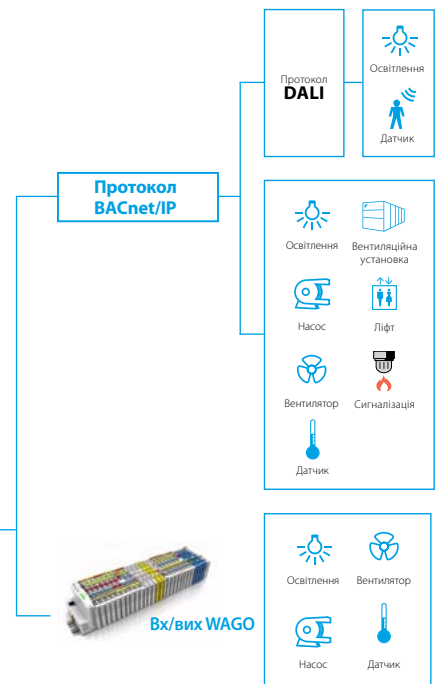 Протокол
DALI
Освітлення
Датчик
Протокол
BACnet/IP
Освітлення
Вентиляційна
установка
Насос
Ліфт
Вентилятор
Сигналізація
Датчик
Вх/вих WAGO
Освітлення
Вентилятор
Насос
Датчик